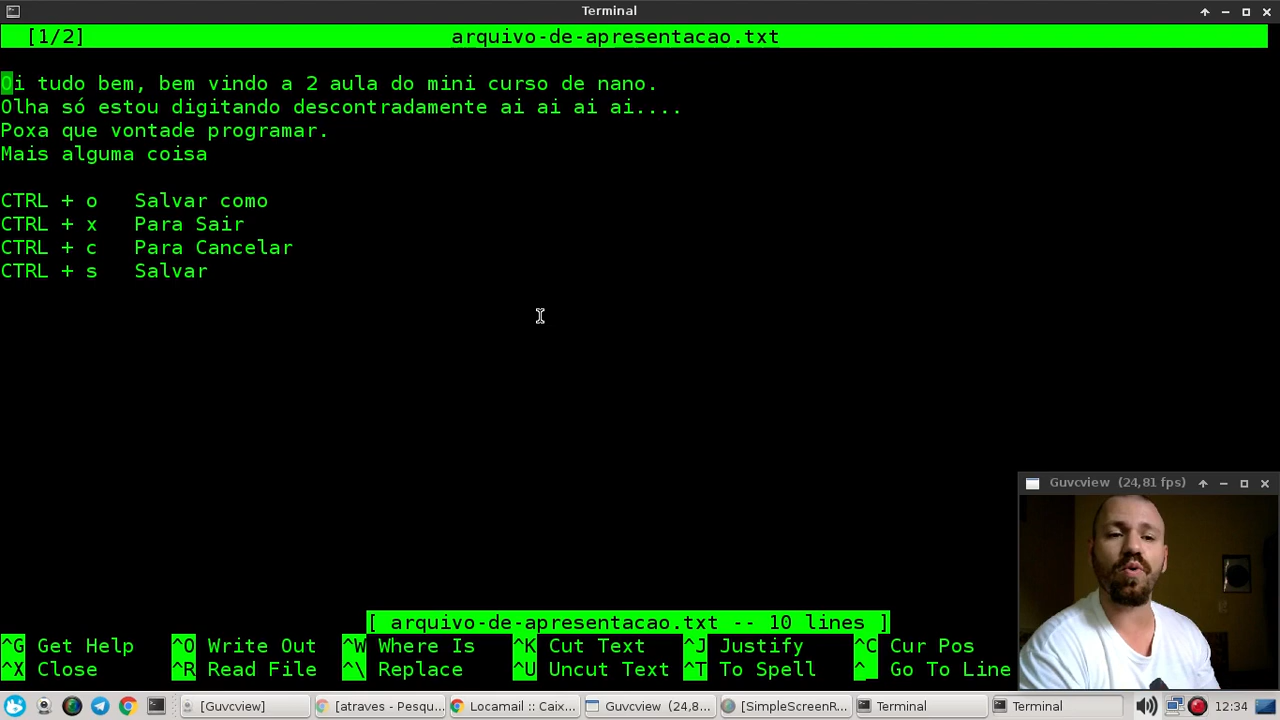 Terminal
[1/2] arquivo-de-apresentacao.txt
Oi tudo bem, bem vindo a 2 aula do mini curso de nano.
Olha só estou digitando descontradamente ai ai ai ai....
Poxa que vontade programar.
Mais alguma coisa
CTRL + o Salvar como
CTRL + x Para Sair
CTRL + c Para Cancelar
CTRL + s Salvar
Guvcview (24,81 fps)
[ arquivo-de-apresentacao.txt -- 10 lines ]
^G Get Help ^O Write Out ^W Where Is ^K Cut Text ^J Justify ^C Cur Pos
^X Close ^R Read File ^\ Replace ^U Uncut Text ^T To Spell ^_ Go To Line
[Guvcview] [atraves - Pesqu... Locamail :: Caix... Guvcview (24,8... [SimpleScreenR... Terminal Terminal 12:34